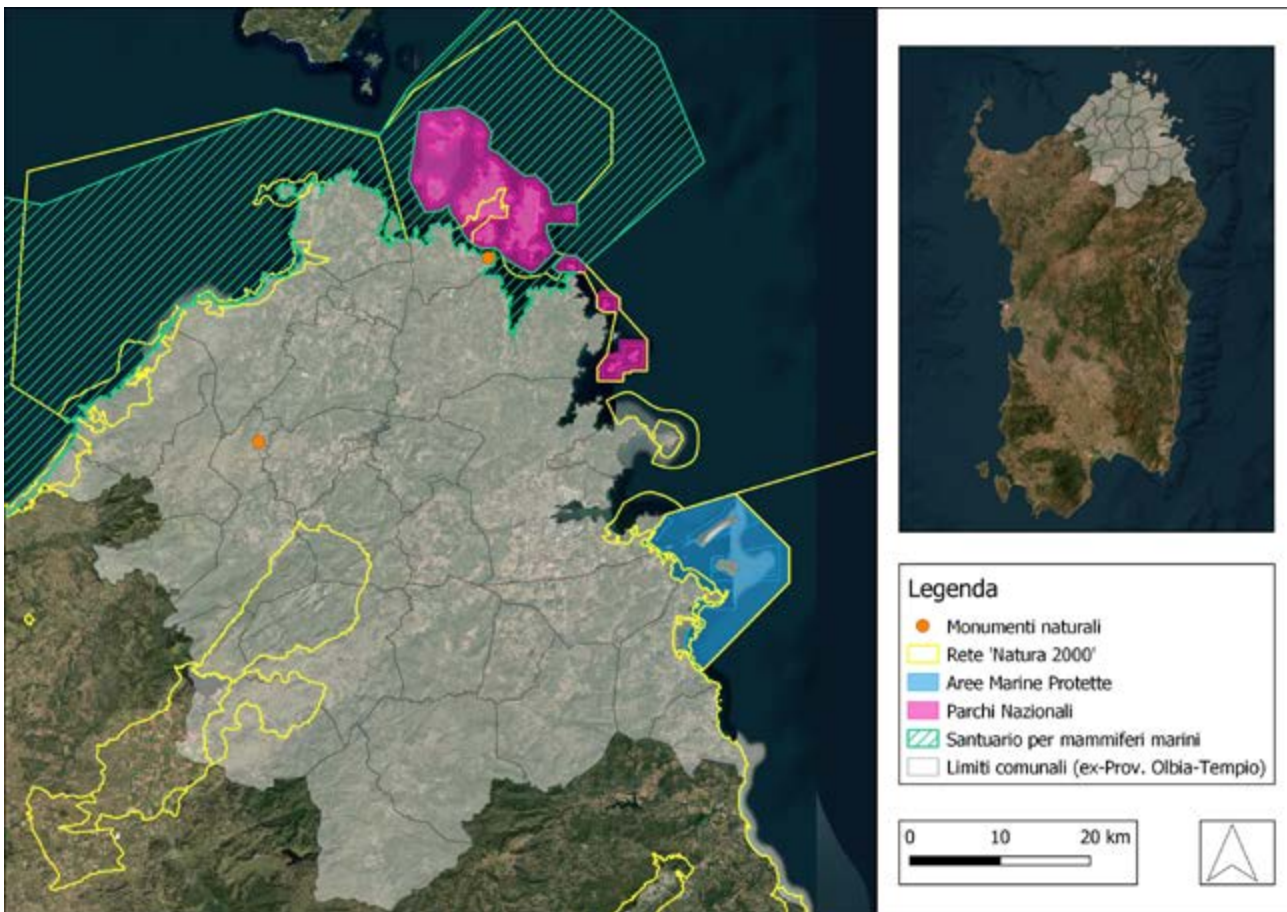 Legenda
Monumenti naturali
Rete 'Natura 2000'
Aree Marine Protette
Parchi Nazionali
Santuario per mammiferi marini
Limiti comunali (ex-Prov. Olbia-Tempio)
0 10 20 km